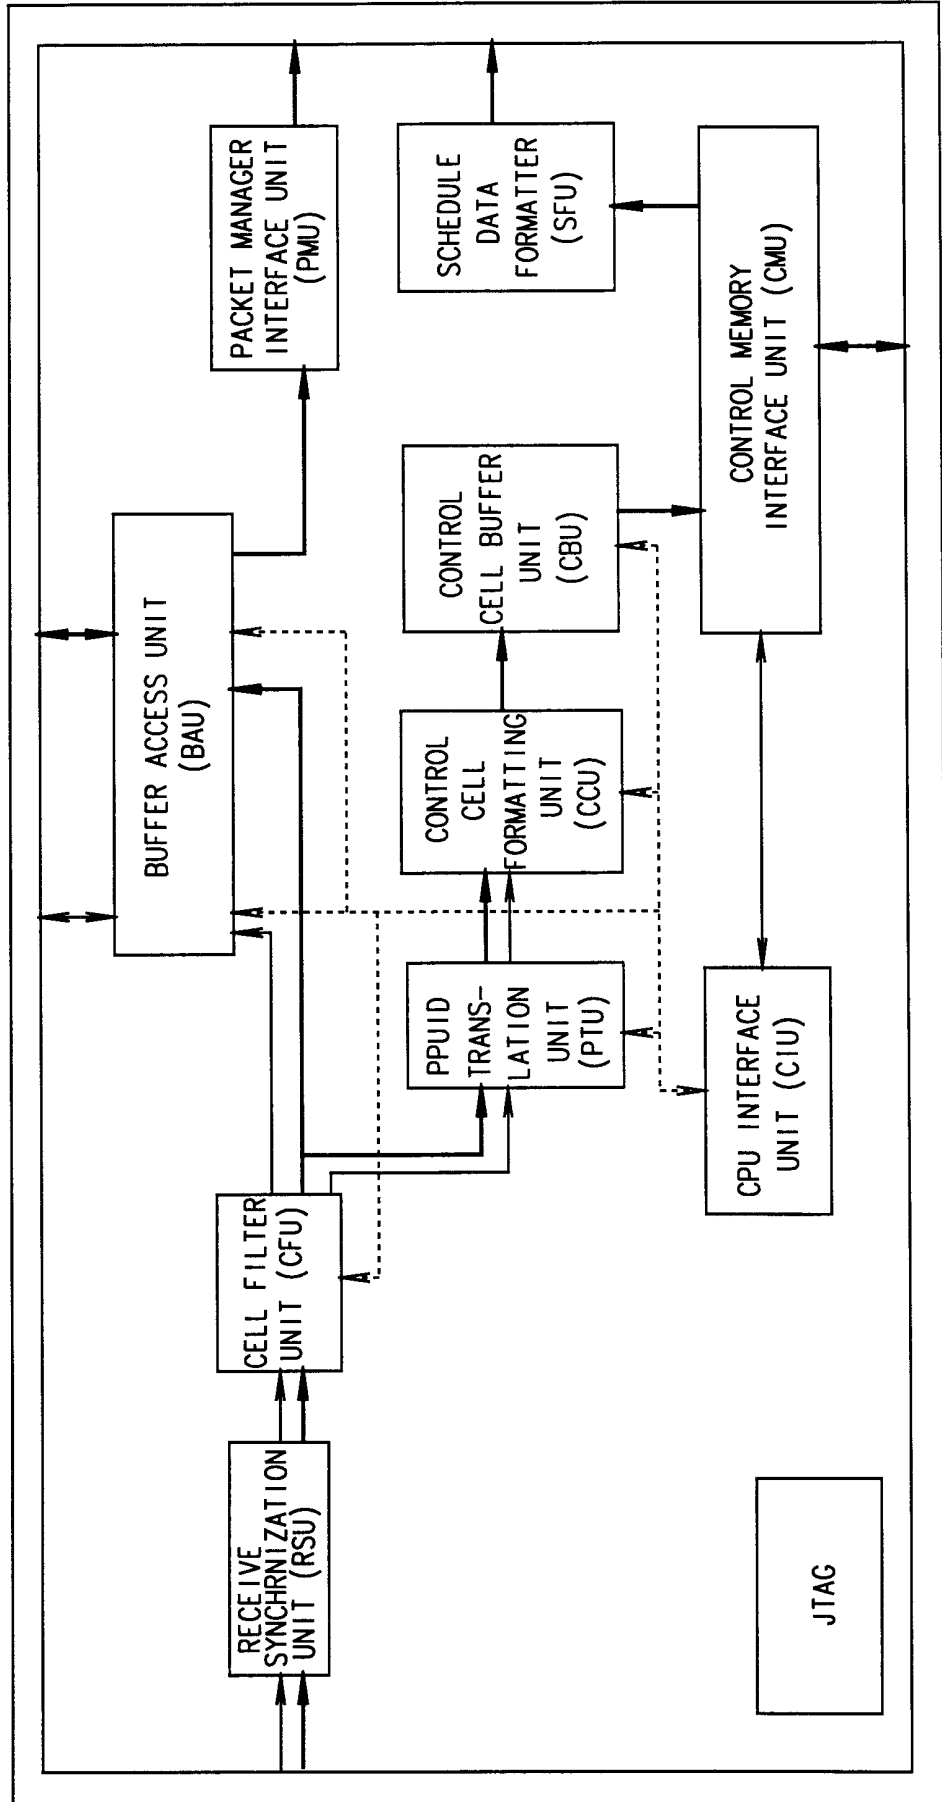 RECEIVE
SYNCHRNIZATION
UNIT (RSU)
CELL FILTER
UNIT (CFU)
BUFFER ACCESS UNIT
(BAU)
PACKET MANAGER
INTERFACE UNIT
(PMU)
PPUID
TRANS-
LATION
UNIT
(PTU)
CONTROL
CELL
FORMATTING
UNIT
(CCU)
CONTROL
CELL BUFFER
UNIT
(CBU)
SCHEDULE
DATA
FORMATTER
(SFU)
JTAG
CPU INTERFACE
UNIT (CIU)
CONTROL MEMORY
INTERFACE UNIT (CMU)